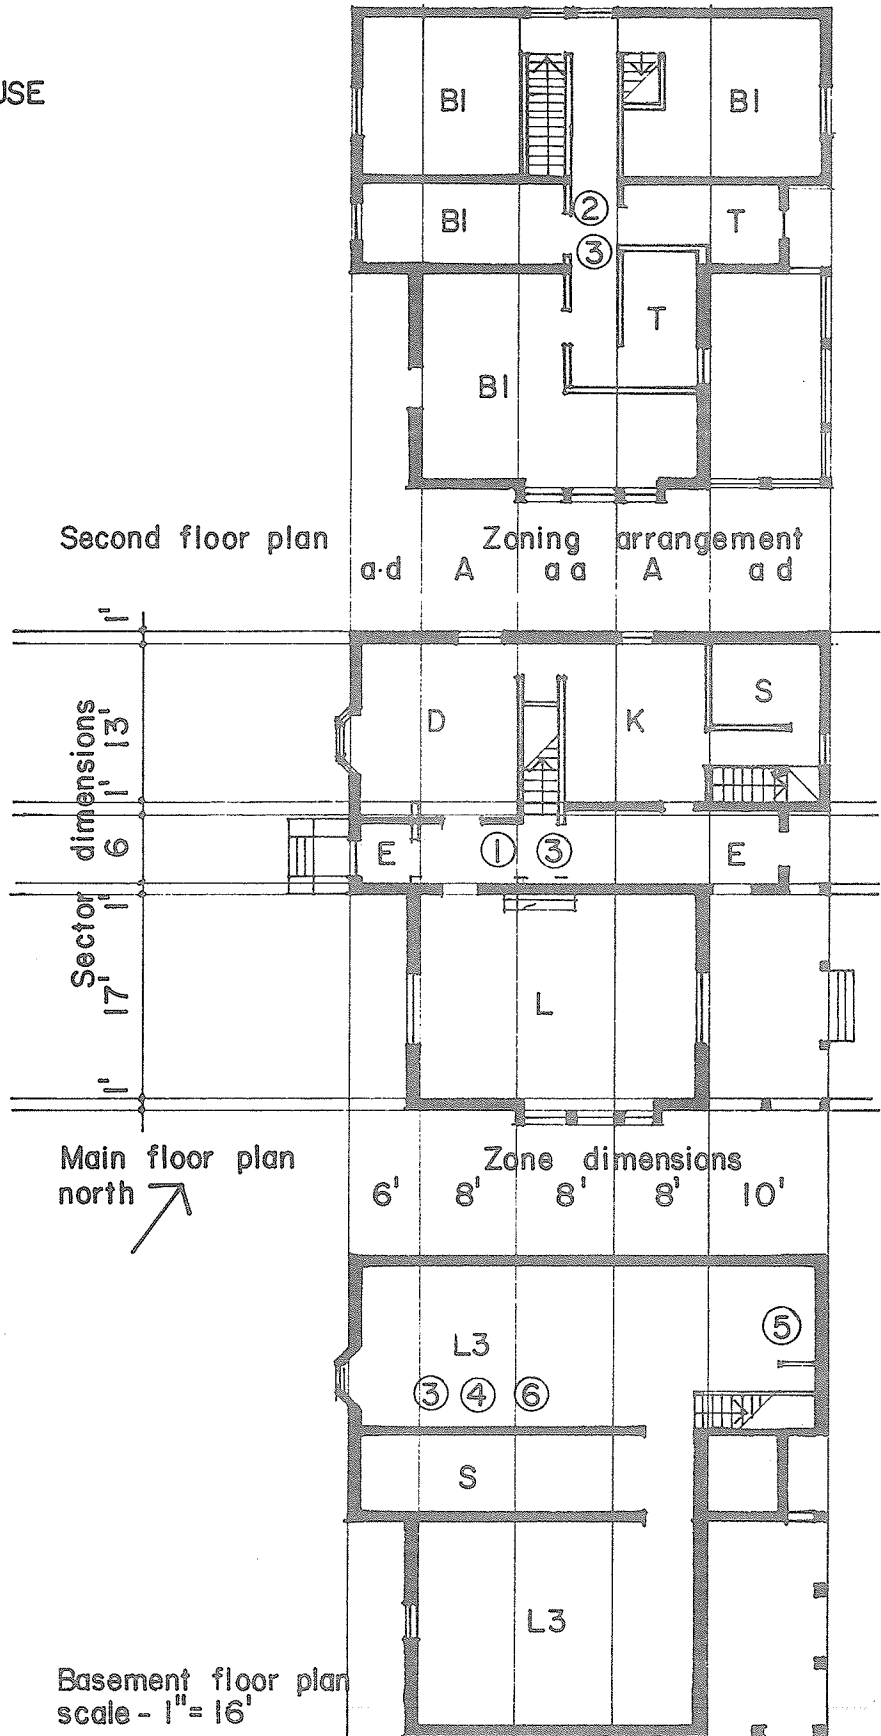 USE
BI
BI
BI
②
T
③
T
BI
Second floor plan
Zoning arrangement
a·d A aa A ad
1'
D
K
S
E
①
③
E
L
Sector dimensions
1' 17' 1' 6 1' 13'
Main floor plan
north
Zone dimensions
6' 8' 8' 8' 10'
L3
⑤
③ ④ ⑥
S
L3
Basement floor plan
scale - 1"= 16'